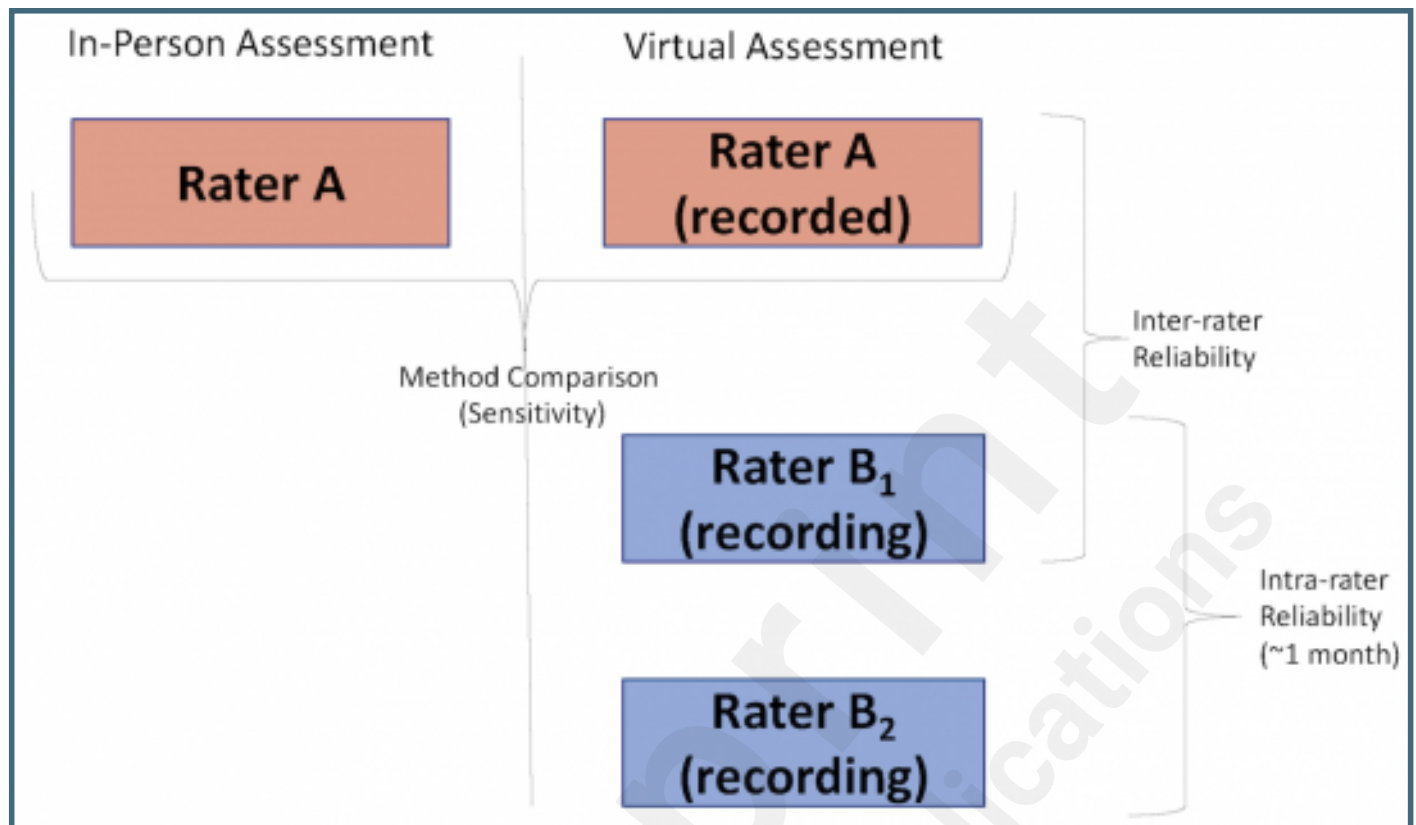 In-Person Assessment
Virtual Assessment
Rater A
Rater A
(recorded)
Inter-rater
Reliability
Method Comparison
(Sensitivity)
Rater B₁
(recording)
Intra-rater
Reliability
(~1 month)
Rater B₂
(recording)